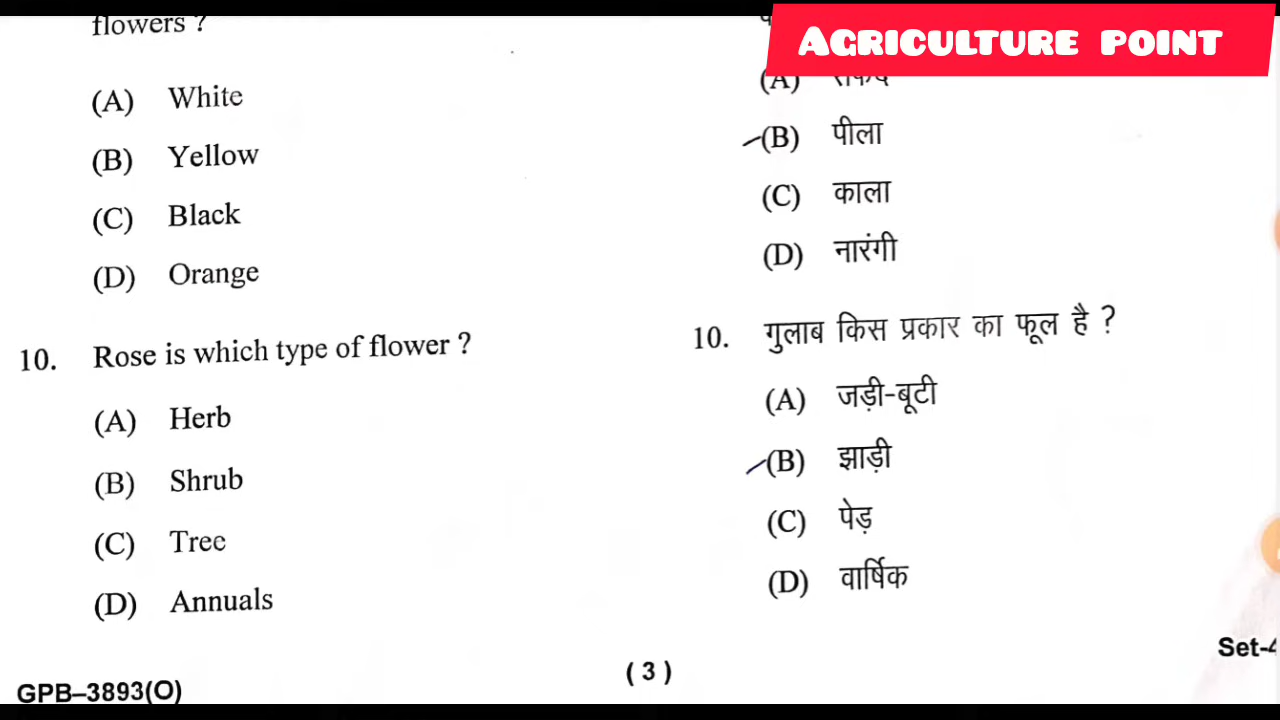 flowers ?
(A) White
(B) Yellow
(C) Black
(D) Orange
10. Rose is which type of flower ?
(A) Herb
(B) Shrub
(C) Tree
(D) Annuals
GPB–3893(O)
( 3 )
AGRICULTURE POINT
(A)
(B) पीला
(C) काला
(D) नारंगी
10. गुलाब किस प्रकार का फूल है ?
(A) जड़ी-बूटी
(B) झाड़ी
(C) पेड़
(D) वार्षिक
Set-4